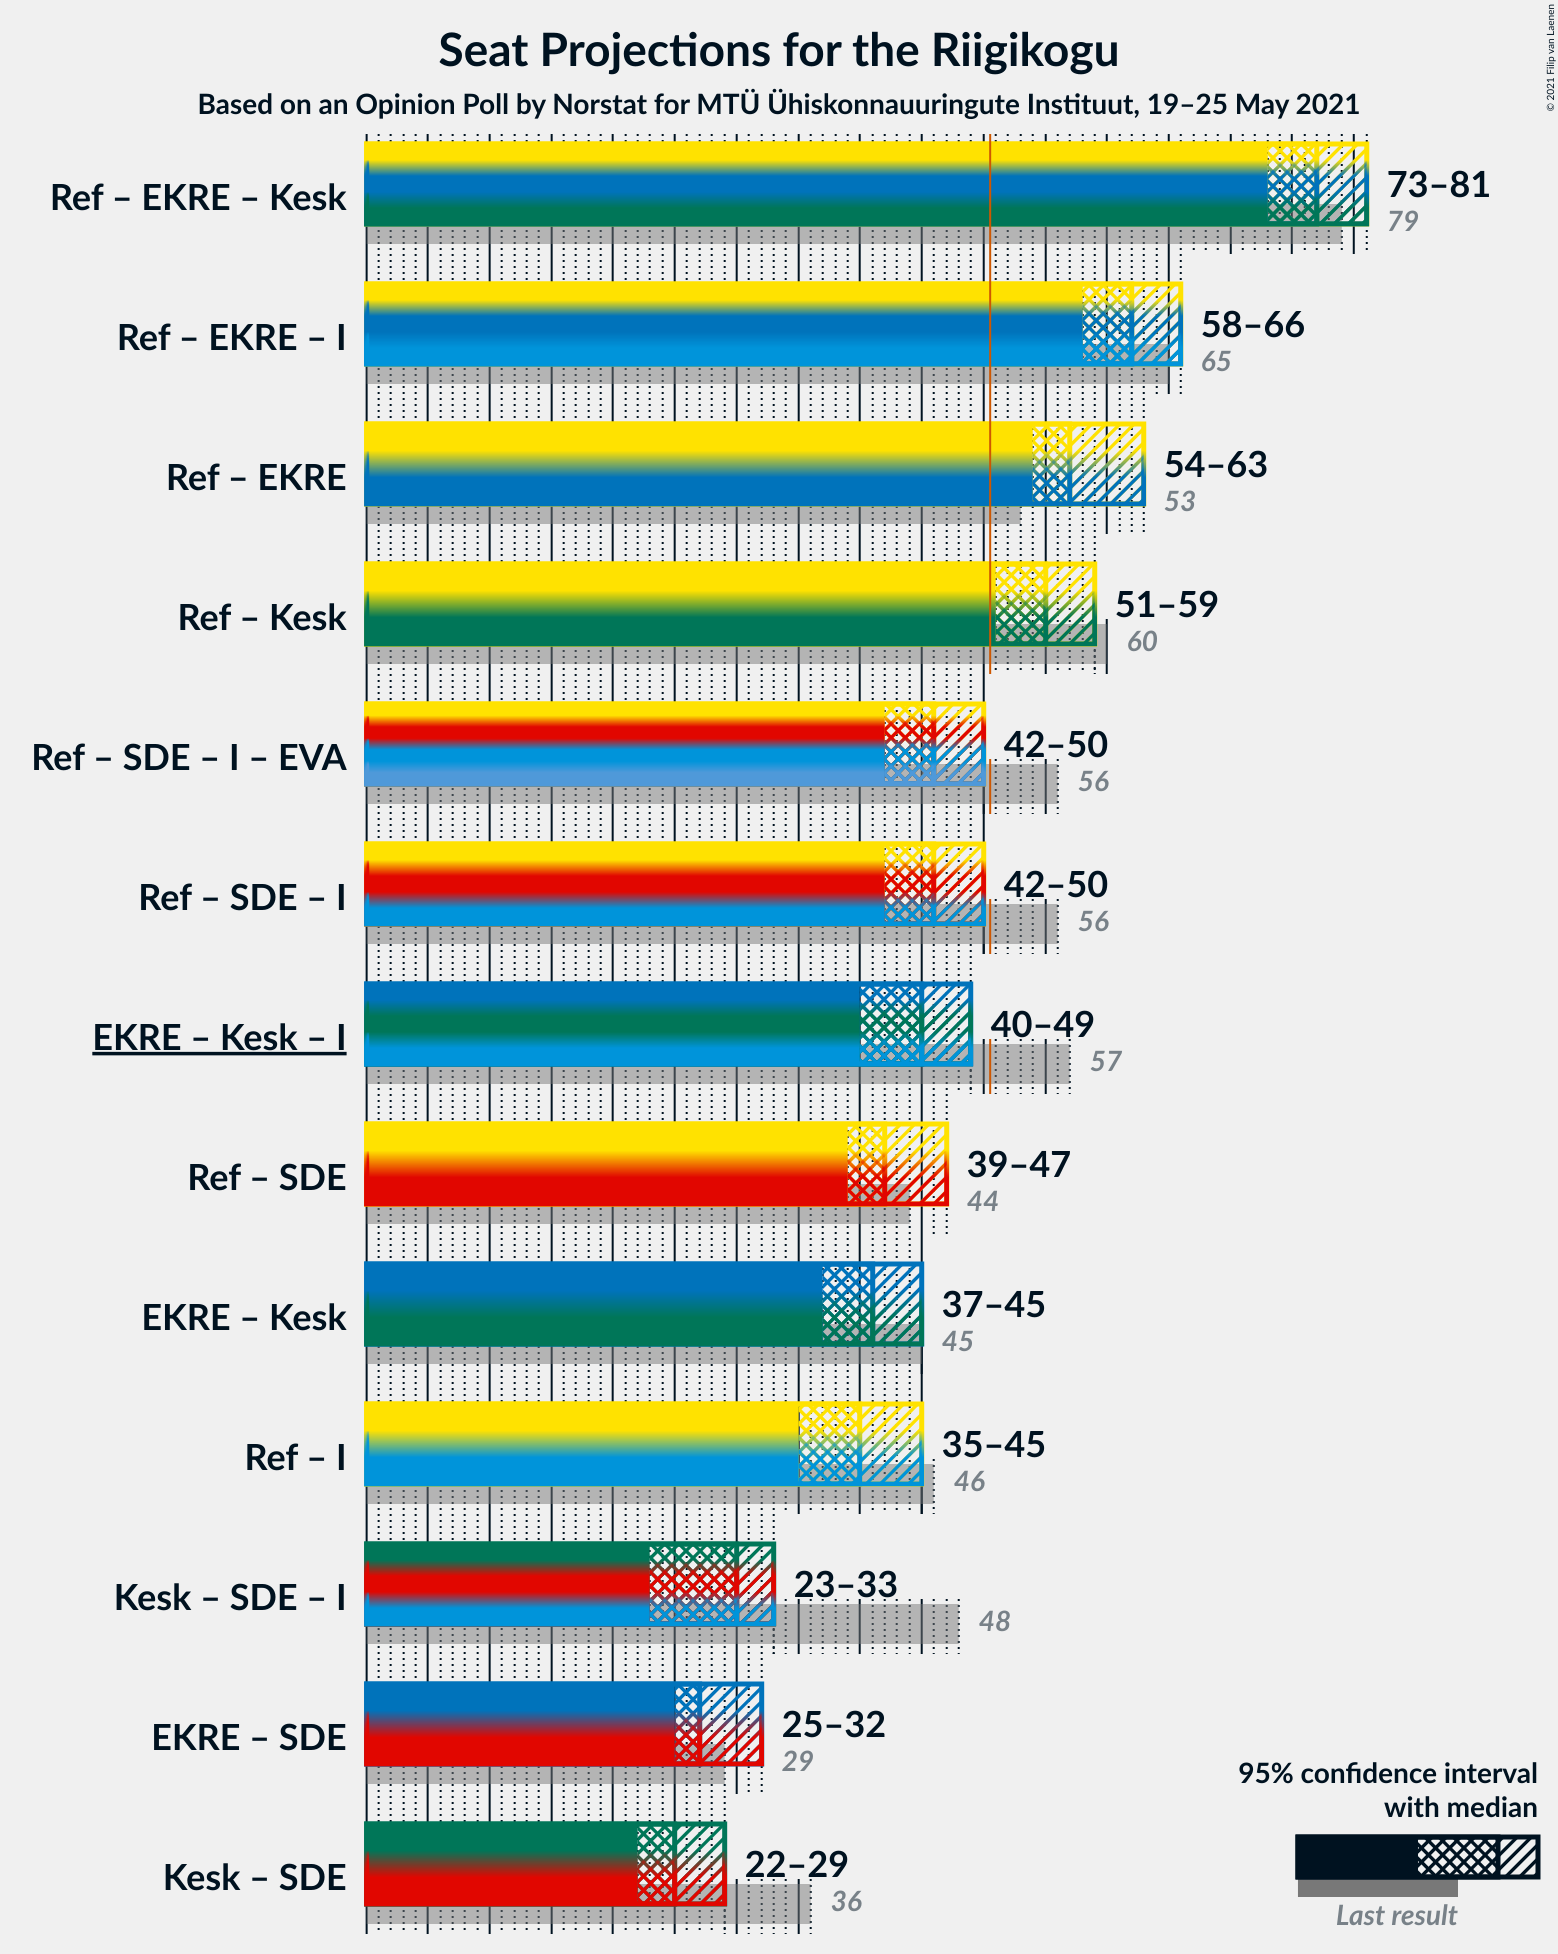 Seat Projections for the Riigikogu
Based on an Opinion Poll by Norstat for MTÜ Ühiskonnauuringute Instituut, 19–25 May 2021
© 2021 Filip van Laenen
Ref – EKRE – Kesk
73–81
79
Ref – EKRE – I
58–66
65
Ref – EKRE
54–63
53
Ref – Kesk
51–59
60
Ref – SDE – I – EVA
42–50
56
Ref – SDE – I
42–50
56
EKRE – Kesk – I
40–49
57
Ref – SDE
39–47
44
EKRE – Kesk
37–45
45
Ref – I
35–45
46
Kesk – SDE – I
23–33
48
EKRE – SDE
25–32
29
Kesk – SDE
22–29
36
95% confidence interval
with median
Last result